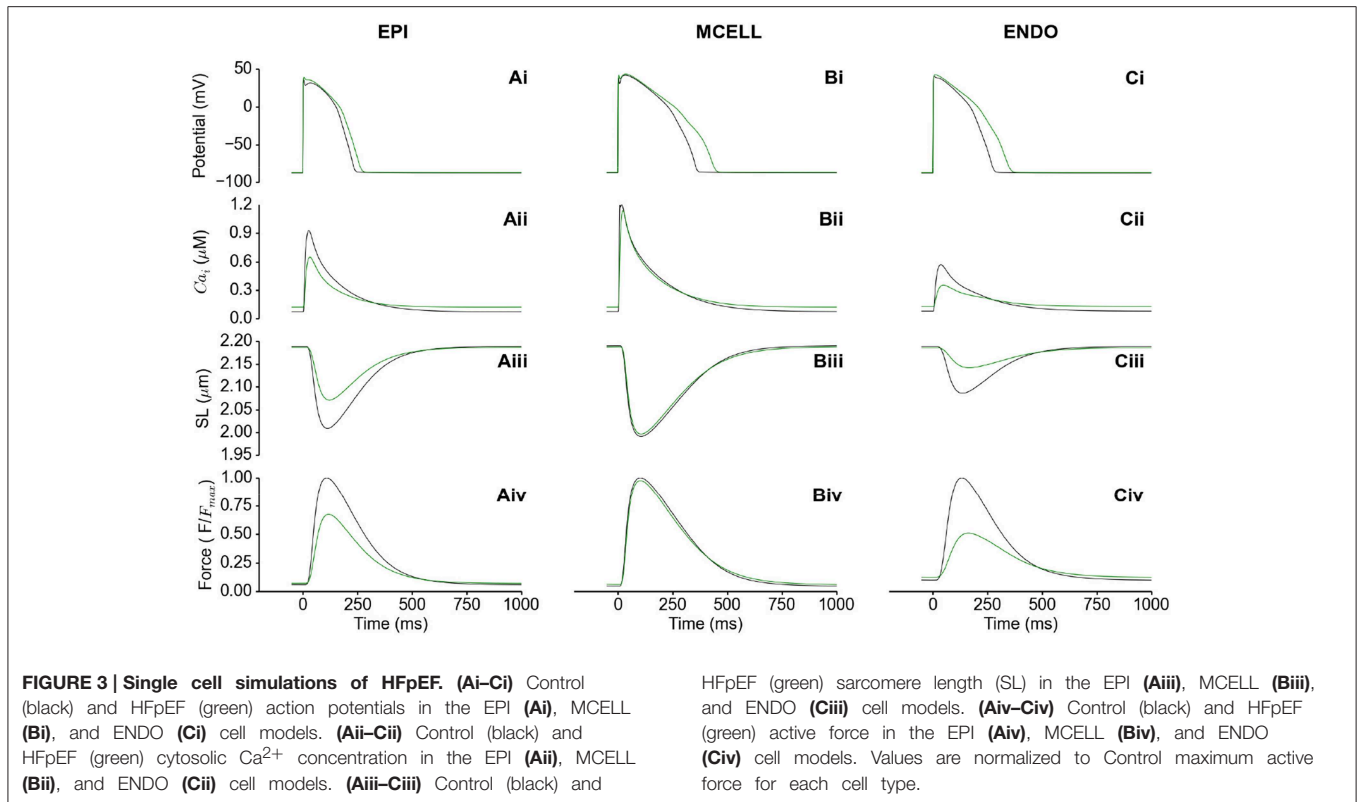 EPI
MCELL
ENDO
Potential (mV)
50
0
−50
−100
Ai
Bi
Ci
Ca_i (μM)
1.2
0.9
0.6
0.3
0.0
Aii
Bii
Cii
SL (μm)
2.20
2.15
2.10
2.05
2.00
1.95
Aiii
Biii
Ciii
Force ( F/F_max)
1.00
0.75
0.50
0.25
0.00
Aiv
Biv
Civ
0 250 500 750 1000
0 250 500 750 1000
0 250 500 750 1000
Time (ms)
Time (ms)
Time (ms)
FIGURE 3 | Single cell simulations of HFpEF. (Ai–Ci) Control
(black) and HFpEF (green) action potentials in the EPI (Ai), MCELL
(Bi), and ENDO (Ci) cell models. (Aii–Cii) Control (black) and
HFpEF (green) cytosolic Ca2+ concentration in the EPI (Aii), MCELL
(Bii), and ENDO (Cii) cell models. (Aiii–Ciii) Control (black) and
HFpEF (green) sarcomere length (SL) in the EPI (Aiii), MCELL (Biii),
and ENDO (Ciii) cell models. (Aiv–Civ) Control (black) and HFpEF
(green) active force in the EPI (Aiv), MCELL (Biv), and ENDO
(Civ) cell models. Values are normalized to Control maximum active
force for each cell type.